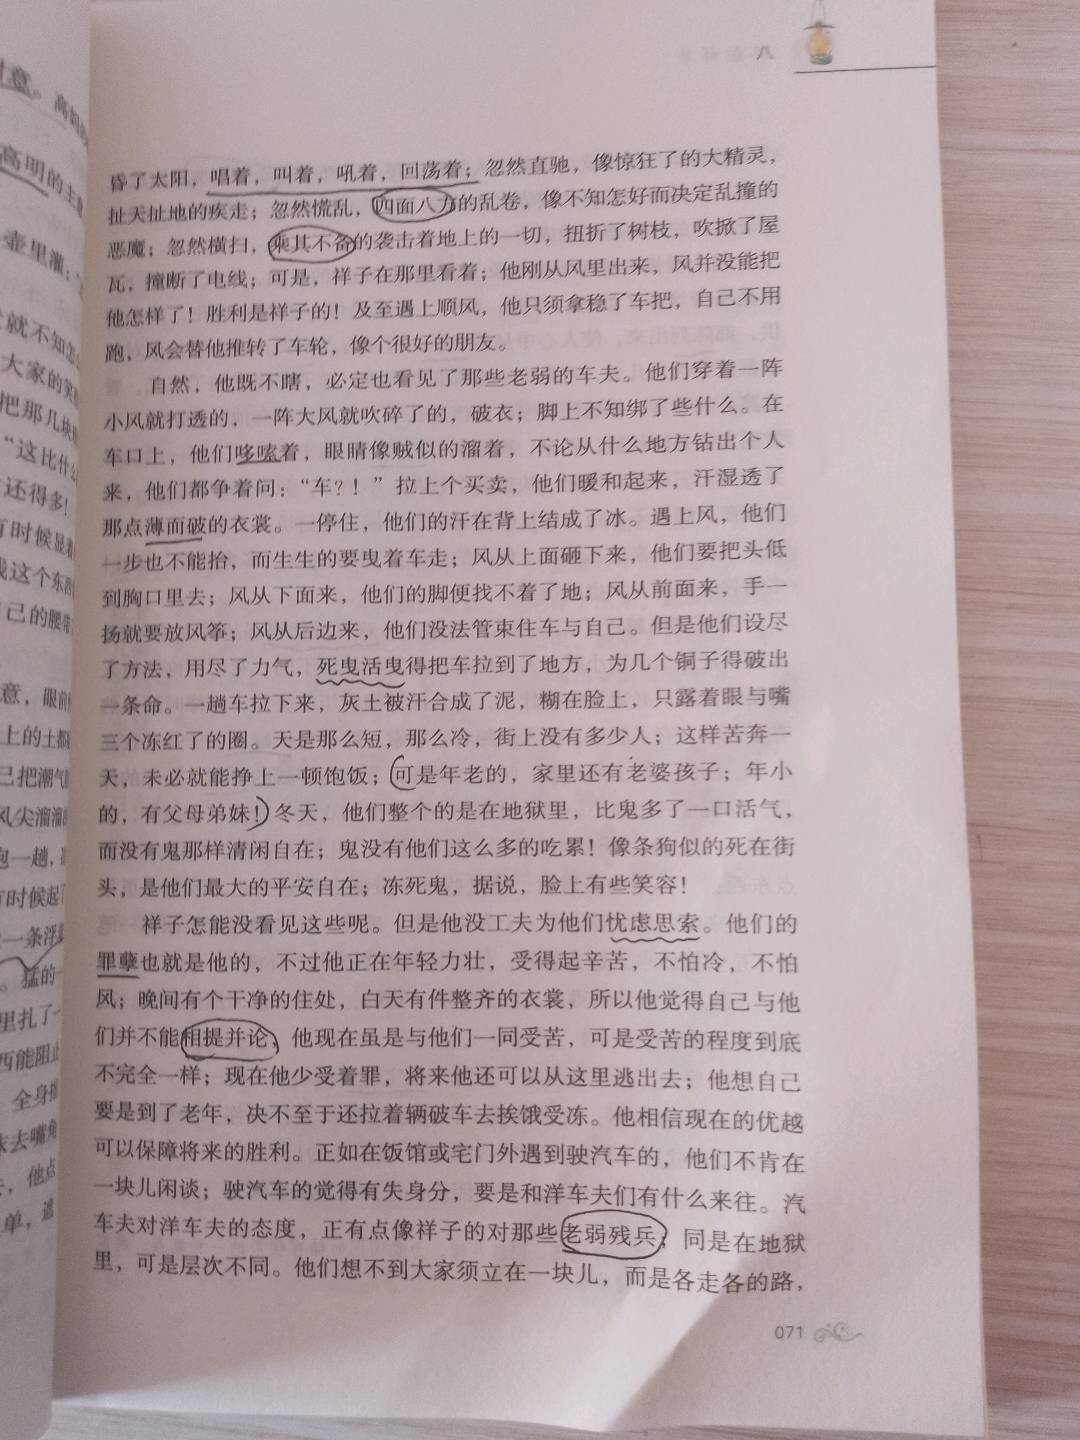 八
昏了太阳，唱着，叫着，吼着，回荡着；忽然直驰，像惊狂了的大精灵，
扯天扯地的疾走；忽然慌乱，四面八方的乱卷，像不知怎好而决定乱撞的
恶魔；忽然横扫，乘其不备的袭击着地上的一切，扭折了树枝，吹掀了屋
瓦，撞断了电线；可是，祥子在那里看着；他刚从风里出来，风并没能把
他怎样了！胜利是祥子的！及至遇上顺风，他只须拿稳了车把，自己不用
跑，风会替他推转了车轮，像个很好的朋友。
自然，他既不瞎，必定也看见了那些老弱的车夫。他们穿着一阵
小风就打透的，一阵大风就吹碎了的，破衣；脚上不知绑了些什么。在
车口上，他们哆嗦着，眼睛像贼似的溜着，不论从什么地方钻出个人
来，他们都争着问：“车？！”拉上个买卖，他们暖和起来，汗湿透了
那点薄而破的衣裳。一停住，他们的汗在背上结成了冰。遇上风，他们
一步也不能抬，而生生的要曳着车走；风从上面砸下来，他们要把头低
到胸口里去；风从下面来，他们的脚便找不着了地；风从前面来，手一
扬就要放风筝；风从后边来，他们没法管束住车与自己。但是他们设尽
了方法，用尽了力气，死曳活曳得把车拉到了地方，为几个铜子得破出
一条命。一趟车拉下来，灰土被汗合成了泥，糊在脸上，只露着眼与嘴
三个冻红了的圈。天是那么短，那么冷，街上没有多少人；这样苦奔一
天，未必就能挣上一顿饱饭；可是年老的，家里还有老婆孩子；年小
的，有父母弟妹！冬天，他们整个的是在地狱里，比鬼多了一口活气，
而没有鬼那样清闲自在；鬼没有他们这么多的吃累！像条狗似的死在街
头，是他们最大的平安自在；冻死鬼，据说，脸上有些笑容！
祥子怎能没看见这些呢。但是他没工夫为他们忧虑思索。他们的
罪孽也就是他的，不过他正在年轻力壮，受得起辛苦，不怕冷，不怕
风；晚间有个干净的住处，白天有件整齐的衣裳，所以他觉得自己与他
们并不能相提并论，他现在虽是与他们一同受苦，可是受苦的程度到底
不完全一样；现在他少受着罪，将来他还可以从这里逃出去；他想自己
要是到了老年，决不至于还拉着辆破车去挨饿受冻。他相信现在的优越
可以保障将来的胜利。正如在饭馆或宅门外遇到驶汽车的，他们不肯在
一块儿闲谈；驶汽车的觉得有失身分，要是和洋车夫们有什么来往。汽
车夫对洋车夫的态度，正有点像祥子的对那些老弱残兵；同是在地狱
里，可是层次不同。他们想不到大家须立在一块儿，而是各走各的路，
071